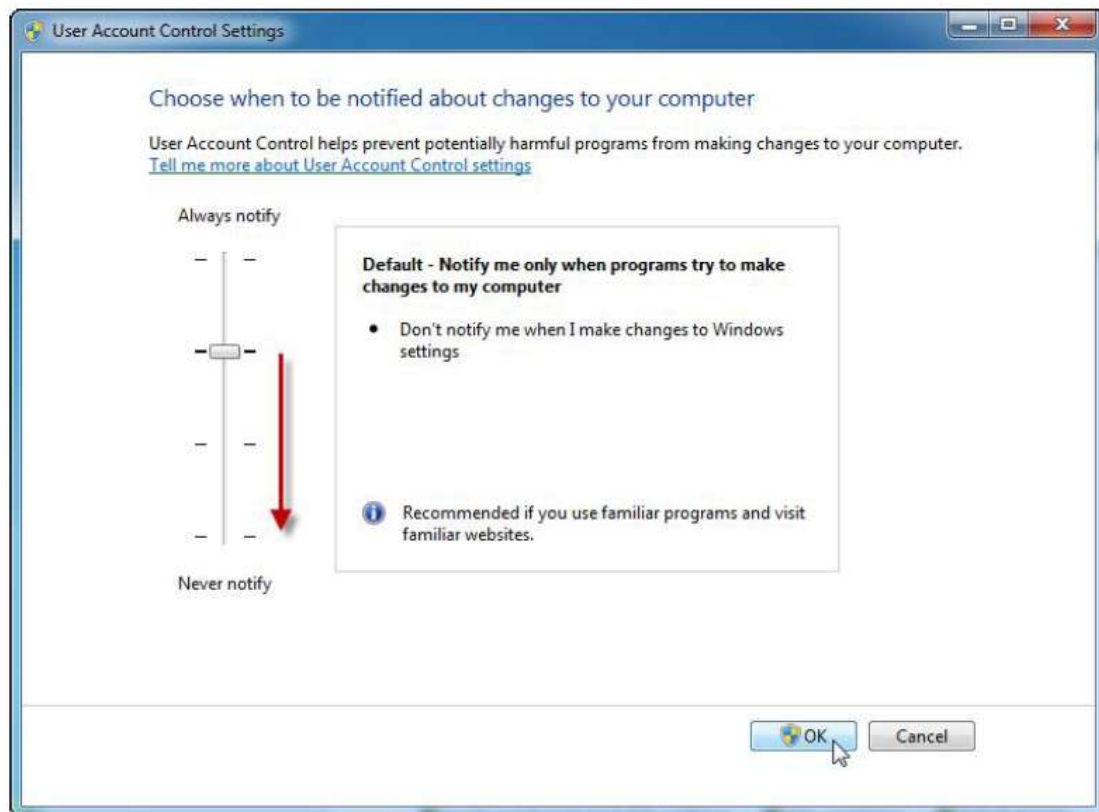 User Account Control Settings
Choose when to be notified about changes to your computer
User Account Control helps prevent potentially harmful programs from making changes to your computer.
Tell me more about User Account Control settings
Always notify
Default - Notify me only when programs try to make
changes to my computer
• Don't notify me when I make changes to Windows
settings
Recommended if you use familiar programs and visit
familiar websites.
Never notify
OK
Cancel